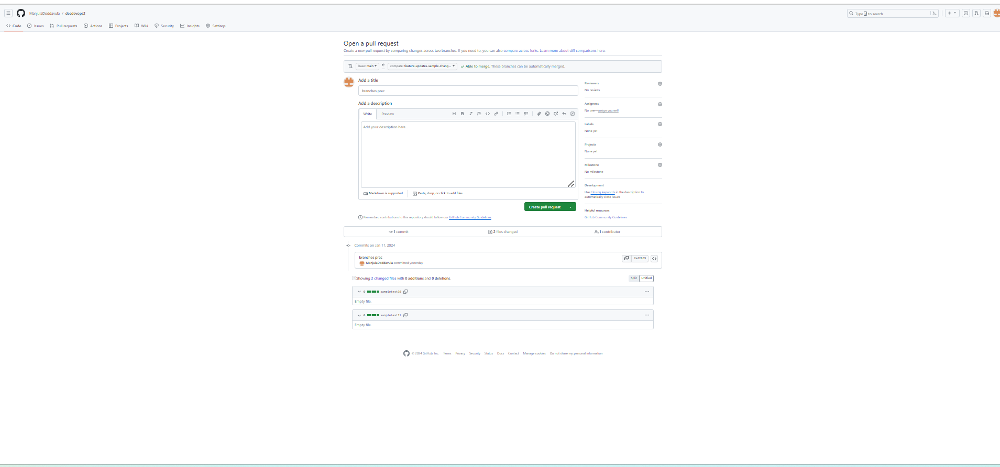 ManjulaDoddavula / decdevops2
Type / to search
Code Issues Pull requests Actions Projects Wiki Security Insights Settings
Open a pull request
Create a new pull request by comparing changes across two branches. If you need to, you can also compare across forks. Learn more about diff comparisons here.
base: main compare: feature-updates-sample-chang... Able to merge. These branches can be automatically merged.
Add a title
branches prac
Add a description
Write Preview
Add your description here...
Markdown is supported Paste, drop, or click to add files
Create pull request
Remember, contributions to this repository should follow our GitHub Community Guidelines.
Reviewers
No reviews
Assignees
No one—assign yourself
Labels
None yet
Projects
None yet
Milestone
No milestone
Development
Use Closing keywords in the description to
automatically close issues
Helpful resources
GitHub Community Guidelines
1 commit 2 files changed 1 contributor
Commits on Jan 11, 2024
branches prac
ManjulaDoddavula committed yesterday
7e42869
Showing 2 changed files with 0 additions and 0 deletions.
Split Unified
0 sampletest10
Empty file.
0 sampletest11
Empty file.
© 2024 GitHub, Inc. Terms Privacy Security Status Docs Contact Manage cookies Do not share my personal information